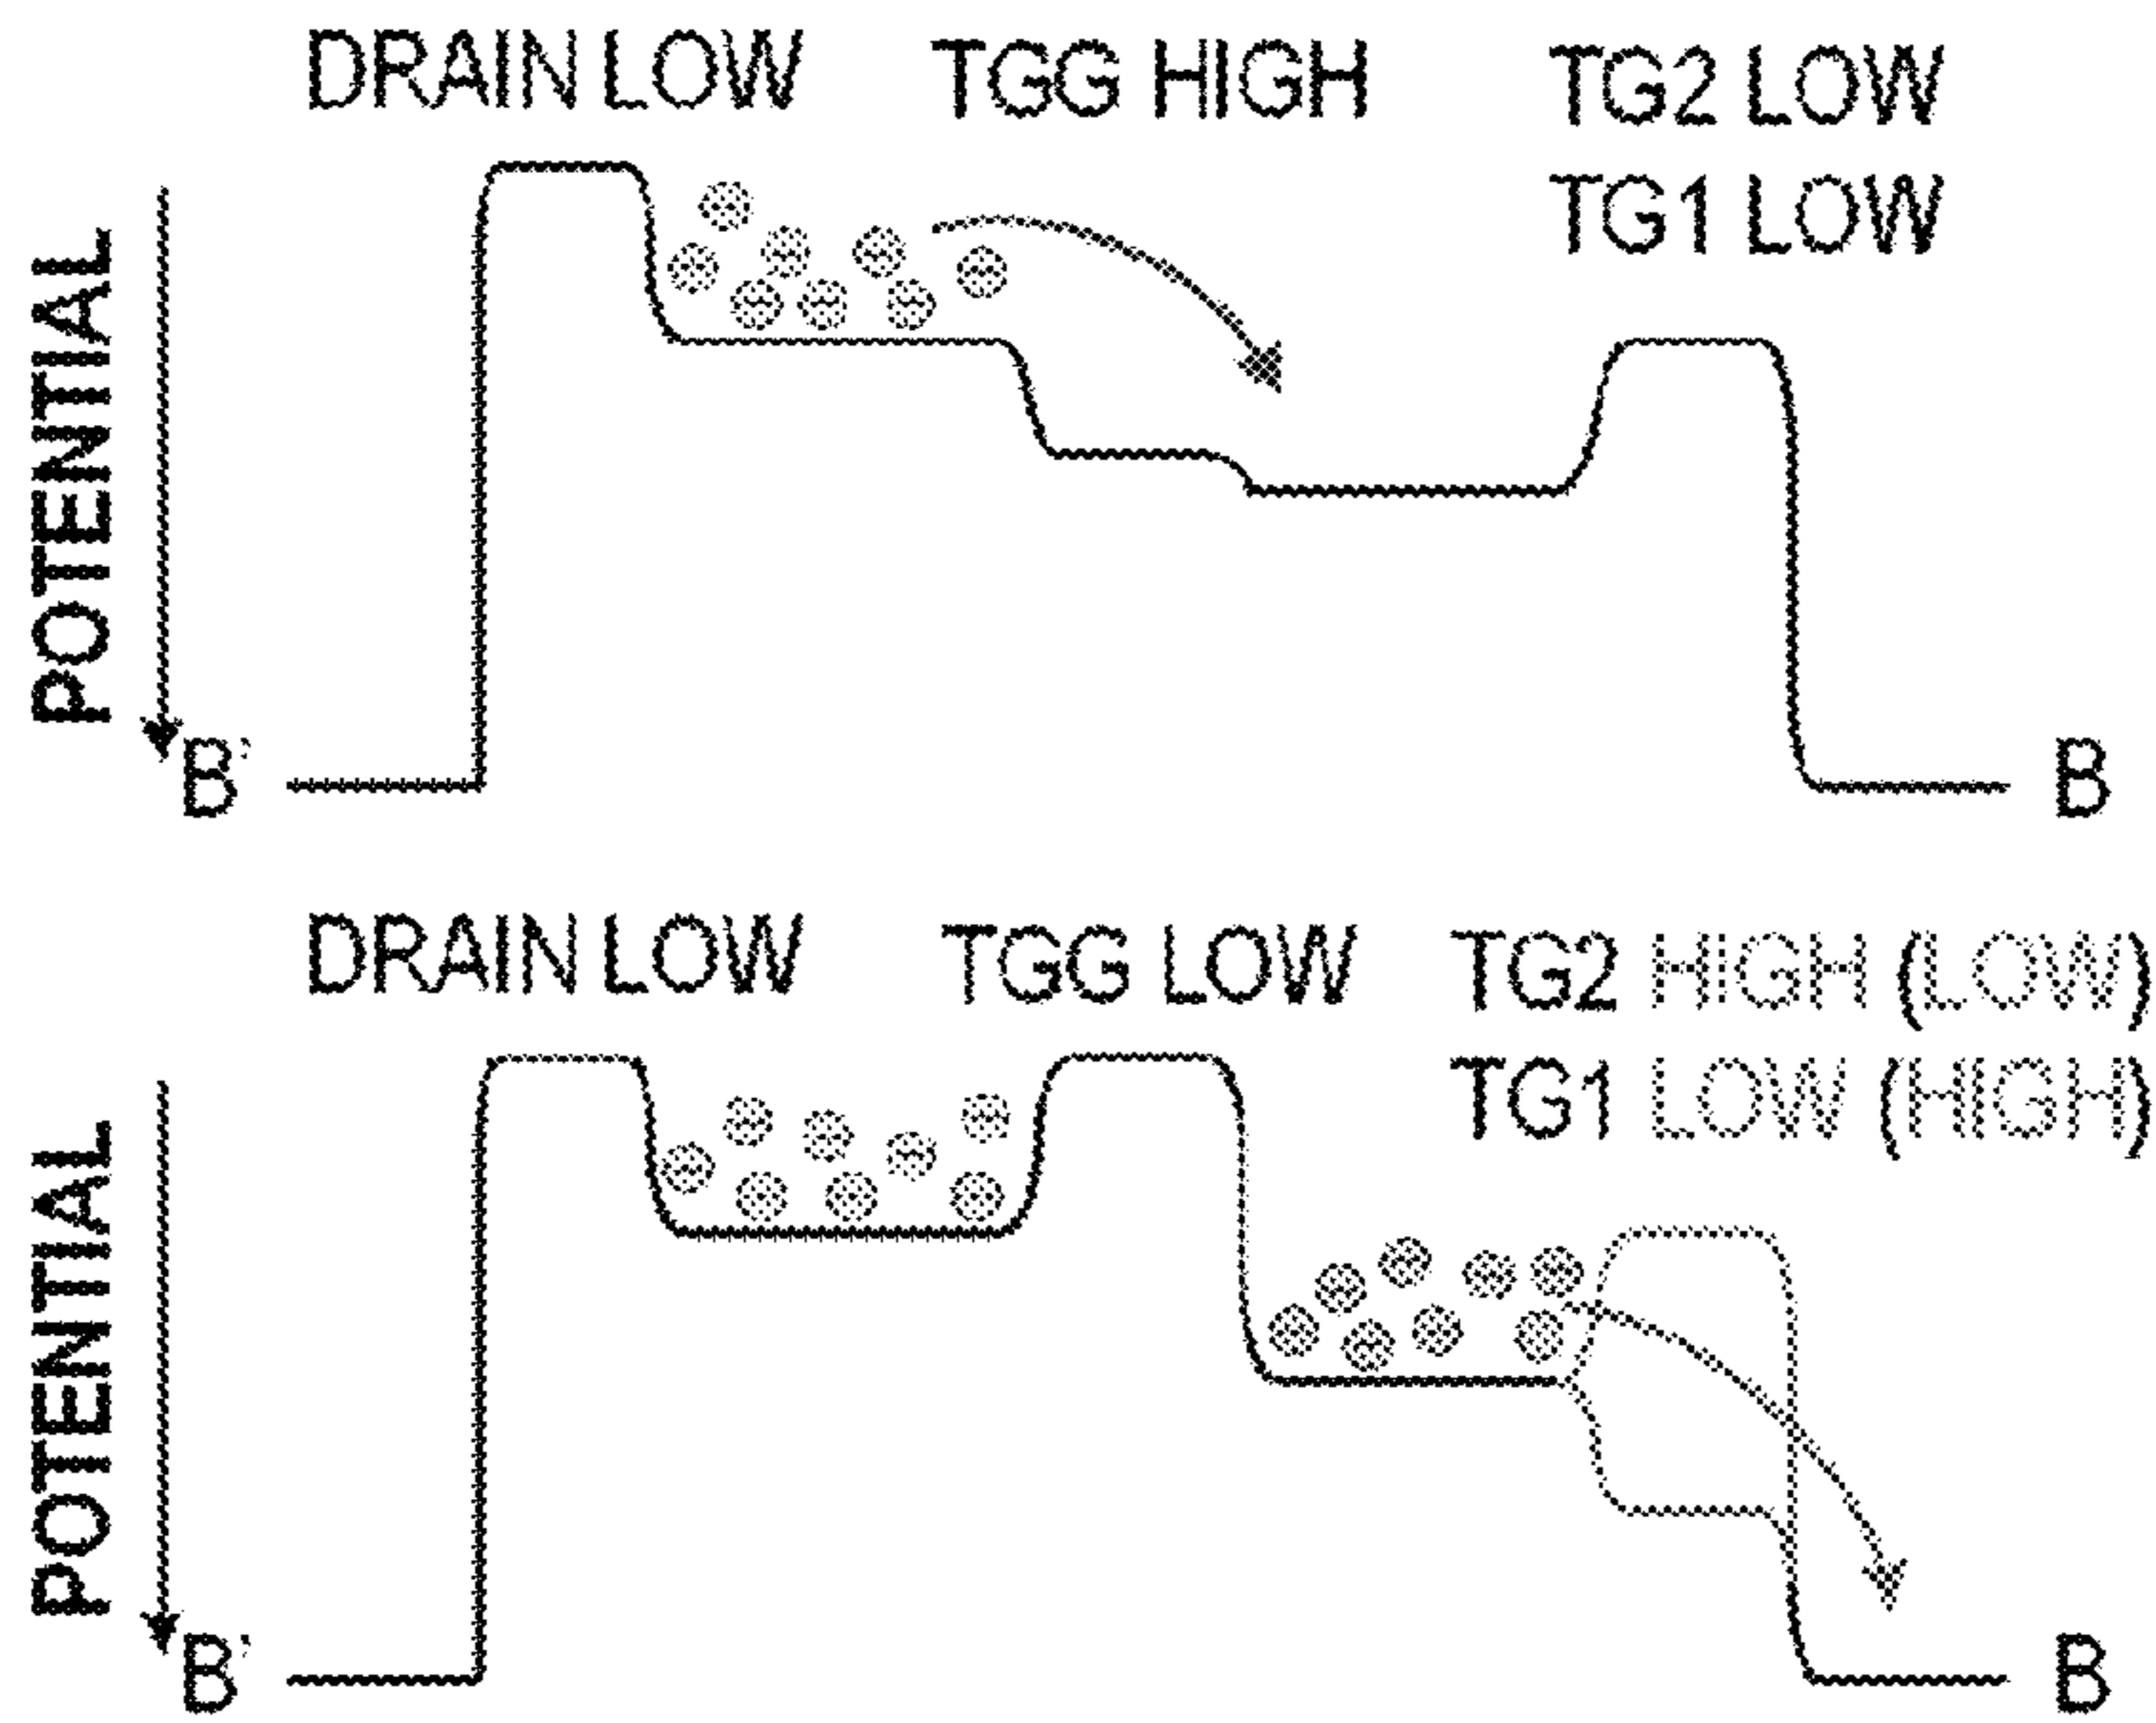 DRAIN LOW TGG HIGH TG2 LOW
TG1 LOW
POTENTIAL
B' B
DRAIN LOW TGG LOW TG2 HIGH (LOW)
TG1 LOW (HIGH)
POTENTIAL
B' B